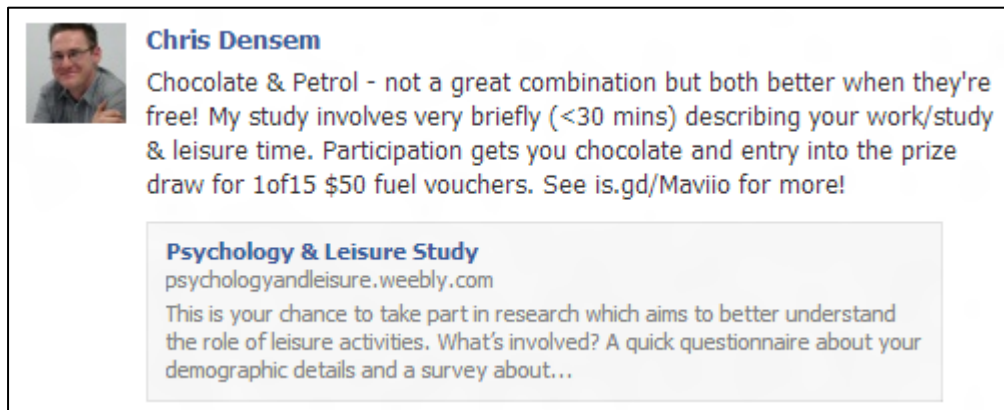 Chris Densem
Chocolate & Petrol - not a great combination but both better when they're
free! My study involves very briefly (<30 mins) describing your work/study
& leisure time. Participation gets you chocolate and entry into the prize
draw for 1of15 $50 fuel vouchers. See is.gd/Maviio for more!
Psychology & Leisure Study
psychologyandleisure.weebly.com
This is your chance to take part in research which aims to better understand
the role of leisure activities. What's involved? A quick questionnaire about your
demographic details and a survey about...